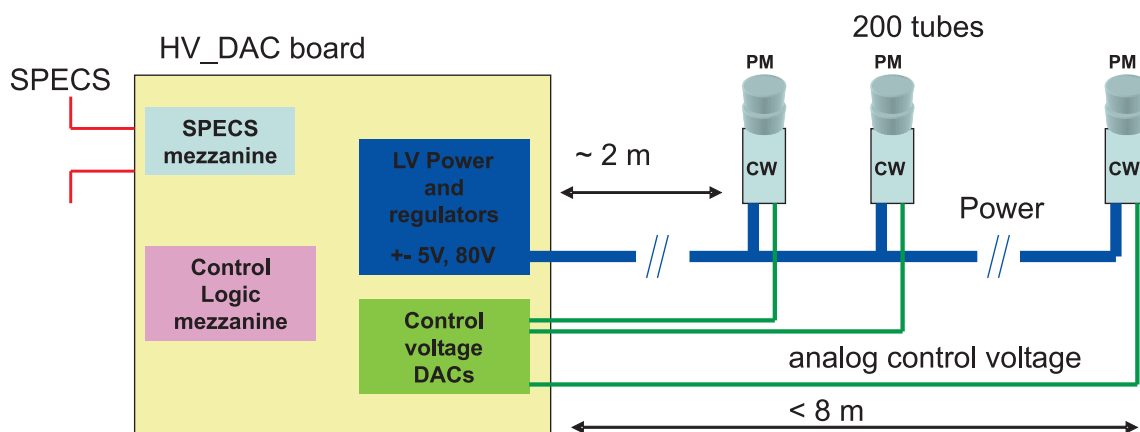 200 tubes
HV_DAC board
PM
PM
PM
SPECS
SPECS
mezzanine
LV Power
and
regulators
+- 5V, 80V
~ 2 m
CW
CW
CW
Power
Control
Logic
mezzanine
Control
voltage
DACs
analog control voltage
< 8 m